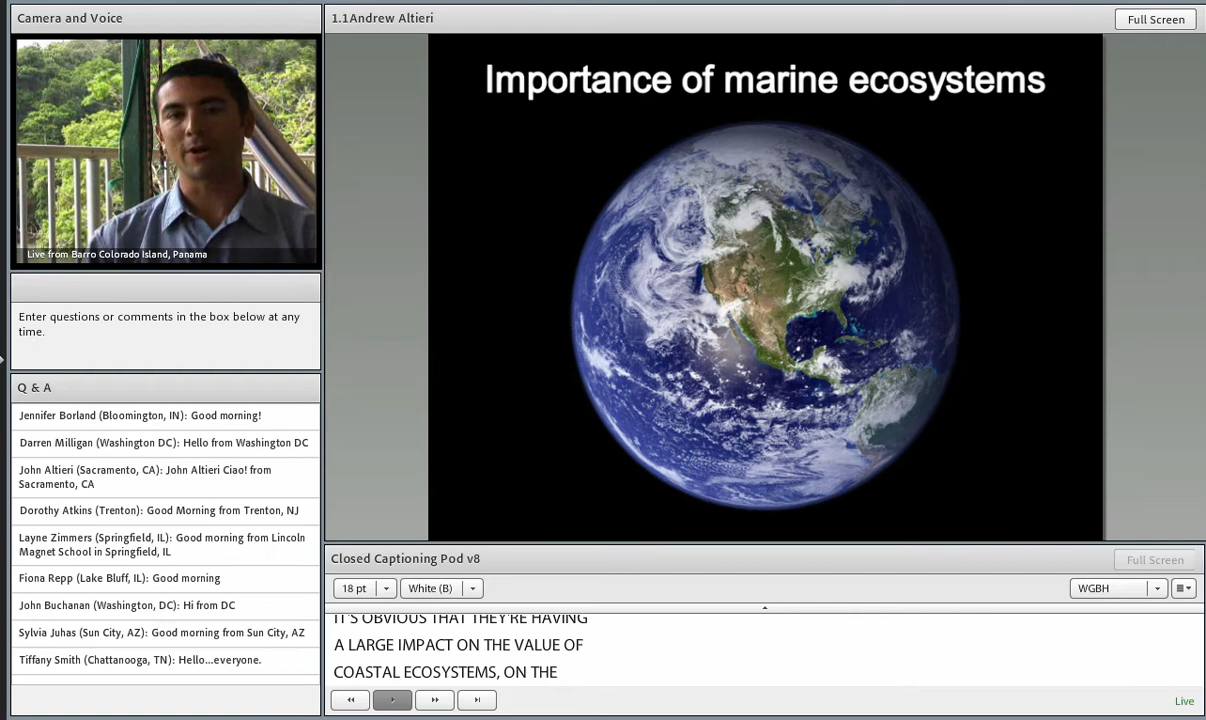 Camera and Voice
Live from Barro Colorado Island, Panama
Enter questions or comments in the box below at any
time.
Q & A
Jennifer Borland (Bloomington, IN): Good morning!
Darren Milligan (Washington DC): Hello from Washington DC
John Altieri (Sacramento, CA): John Altieri Ciao! from
Sacramento, CA
Dorothy Atkins (Trenton): Good Morning from Trenton, NJ
Layne Zimmers (Springfield, IL): Good morning from Lincoln
Magnet School in Springfield, IL
Fiona Repp (Lake Bluff, IL): Good morning
John Buchanan (Washington, DC): Hi from DC
Sylvia Juhas (Sun City, AZ): Good morning from Sun City, AZ
Tiffany Smith (Chattanooga, TN): Hello...everyone.
1.1Andrew Altieri
Full Screen
Importance of marine ecosystems
Closed Captioning Pod v8
Full Screen
18 pt
White (B)
WGBH
IT'S OBVIOUS THAT THEY'RE HAVING
A LARGE IMPACT ON THE VALUE OF
COASTAL ECOSYSTEMS, ON THE
Live